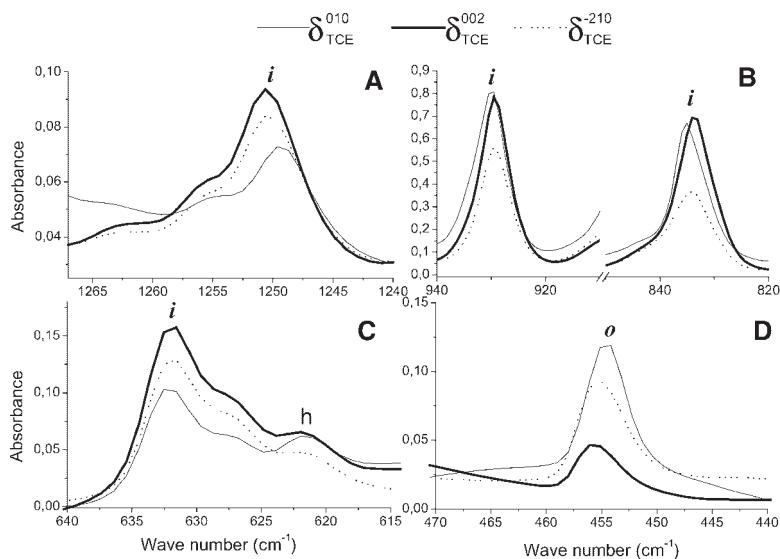 δ010TCE δ002TCE δ-210TCE
0,10
0,08
0,06
0,04
Absorbance
i
A
1265 1260 1255 1250 1245 1240
0,9
0,8
0,7
0,6
0,5
0,4
0,3
0,2
0,1
0,0
i
i
B
940 920 840 820
0,15
0,10
0,05
0,00
Absorbance
i
h
C
640 635 630 625 620 615
Wave number (cm-1)
0,15
0,10
0,05
0,00
o
D
470 465 460 455 450 445 440
Wave number (cm-1)